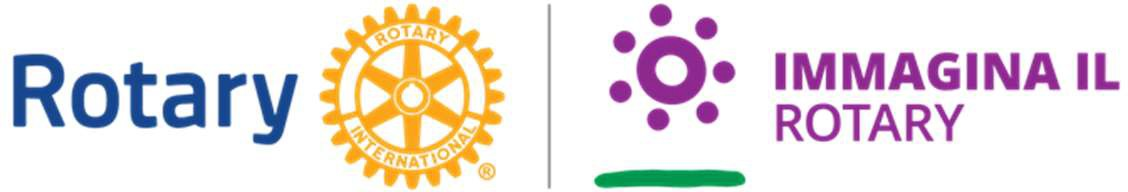 Rotary
ROTARY
INTERNATIONAL
®
IMMAGINA IL
ROTARY